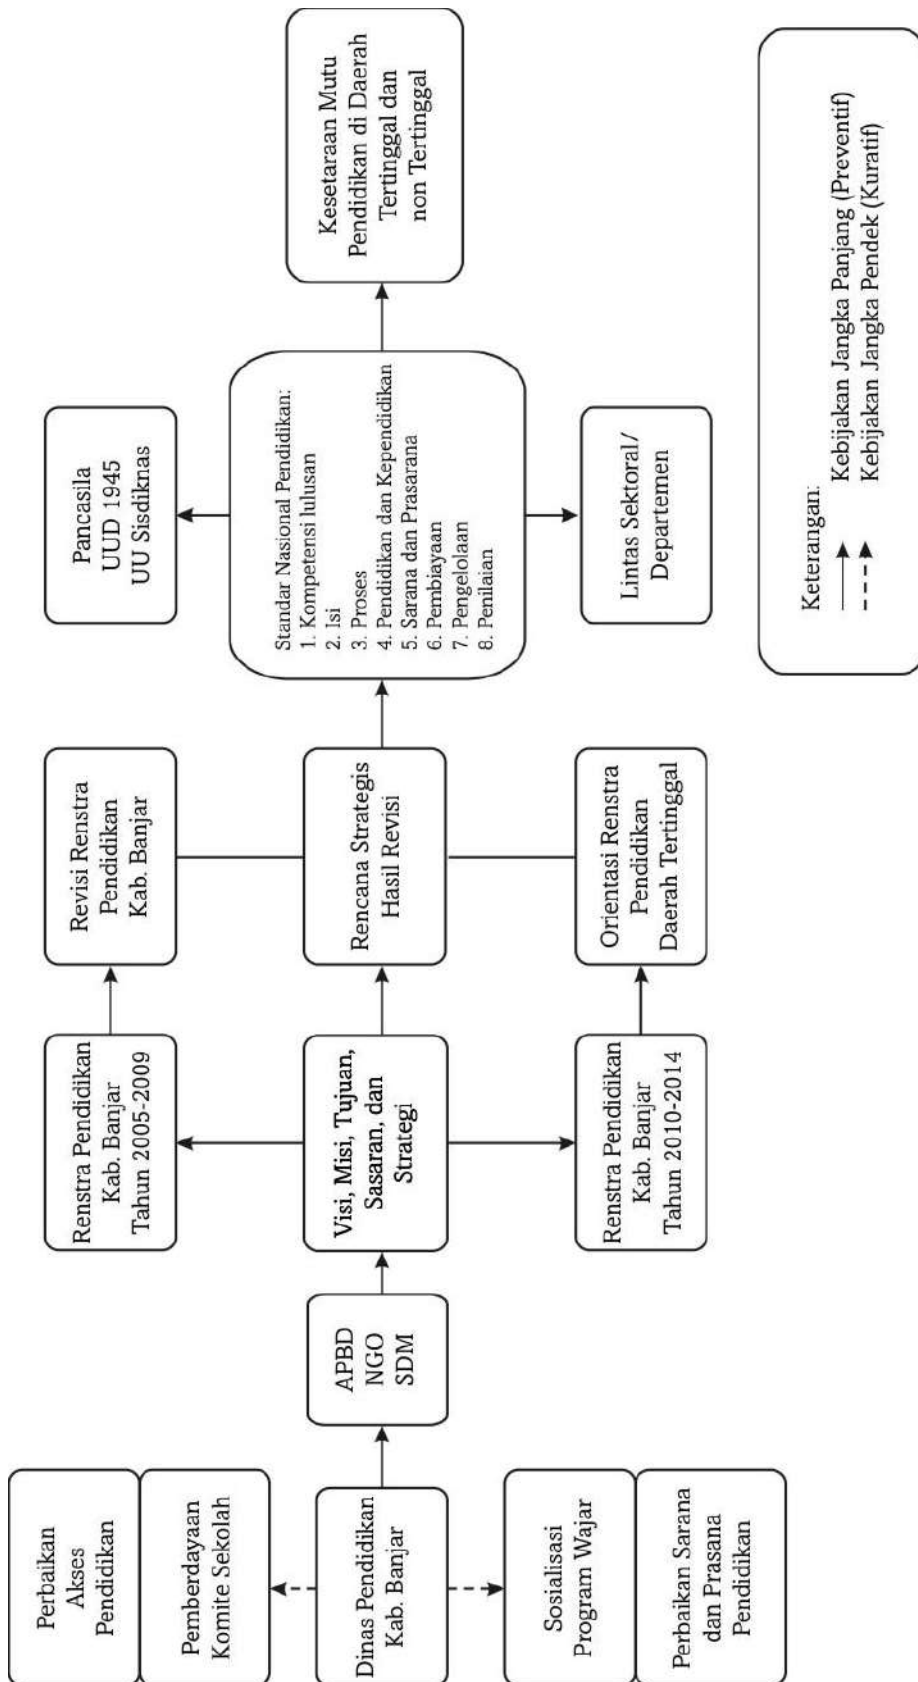 Perbaikan
Akses
Pendidikan
Pemberdayaan
Komite Sekolah
Dinas Pendidikan
Kab. Banjar
Sosialisasi
Program Wajar
Perbaikan Sarana
dan Prasana
Pendidikan
APBD
NGO
SDM
Renstra Pendidikan
Kab. Banjar
Tahun 2005-2009
Visi, Misi, Tujuan,
Sasaran, dan
Strategi
Renstra Pendidikan
Kab. Banjar
Tahun 2010-2014
Revisi Renstra
Pendidikan
Kab. Banjar
Rencana Strategis
Hasil Revisi
Orientasi Renstra
Pendidikan
Daerah Tertinggal
Pancasila
UUD 1945
UU Sisdiknas
Standar Nasional Pendidikan:
1. Kompetensi lulusan
2. Isi
3. Proses
4. Pendidikan dan Kependidikan
5. Sarana dan Prasarana
6. Pembiayaan
7. Pengelolaan
8. Penilaian
Lintas Sektoral/
Departemen
Kesetaraan Mutu
Pendidikan di Daerah
Tertinggal dan
non Tertinggal
Keterangan:
Kebijakan Jangka Panjang (Preventif)
Kebijakan Jangka Pendek (Kuratif)